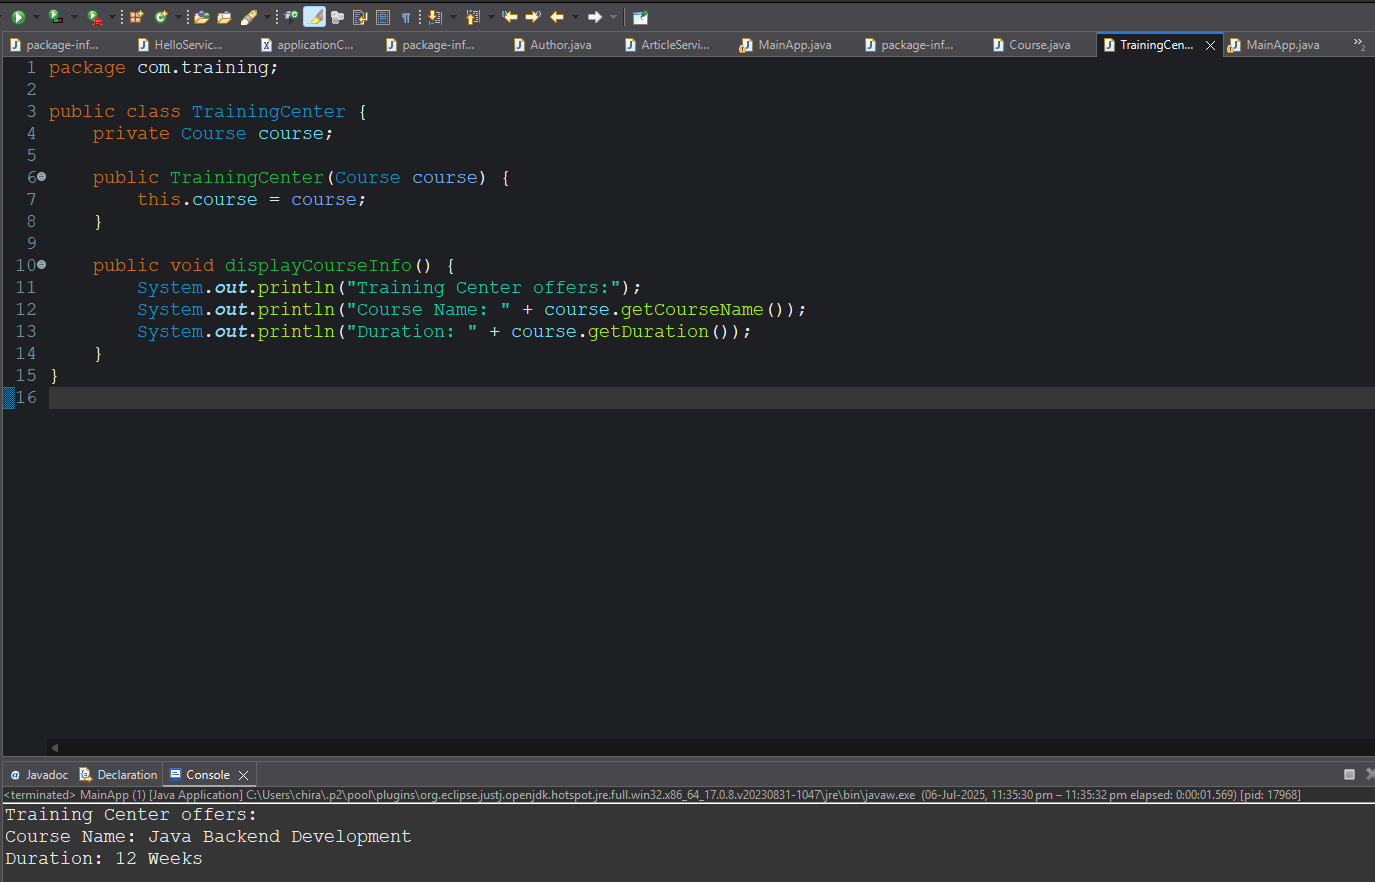 package-inf... HelloServic... applicationC... package-inf... Author.java ArticleServi... MainApp.java package-inf... Course.java TrainingCen... MainApp.java »2
1 package com.training;
2
3 public class TrainingCenter {
4     private Course course;
5
6     public TrainingCenter(Course course) {
7         this.course = course;
8     }
9
10     public void displayCourseInfo() {
11         System.out.println("Training Center offers:");
12         System.out.println("Course Name: " + course.getCourseName());
13         System.out.println("Duration: " + course.getDuration());
14     }
15 }
16
Javadoc Declaration Console
<terminated> MainApp (1) [Java Application] C:\Users\chira\.p2\pool\plugins\org.eclipse.justj.openjdk.hotspot.jre.full.win32.x86_64_17.0.8.v20230831-1047\jre\bin\javaw.exe (06-Jul-2025, 11:35:30 pm – 11:35:32 pm elapsed: 0:00:01.569) [pid: 17968]
Training Center offers:
Course Name: Java Backend Development
Duration: 12 Weeks